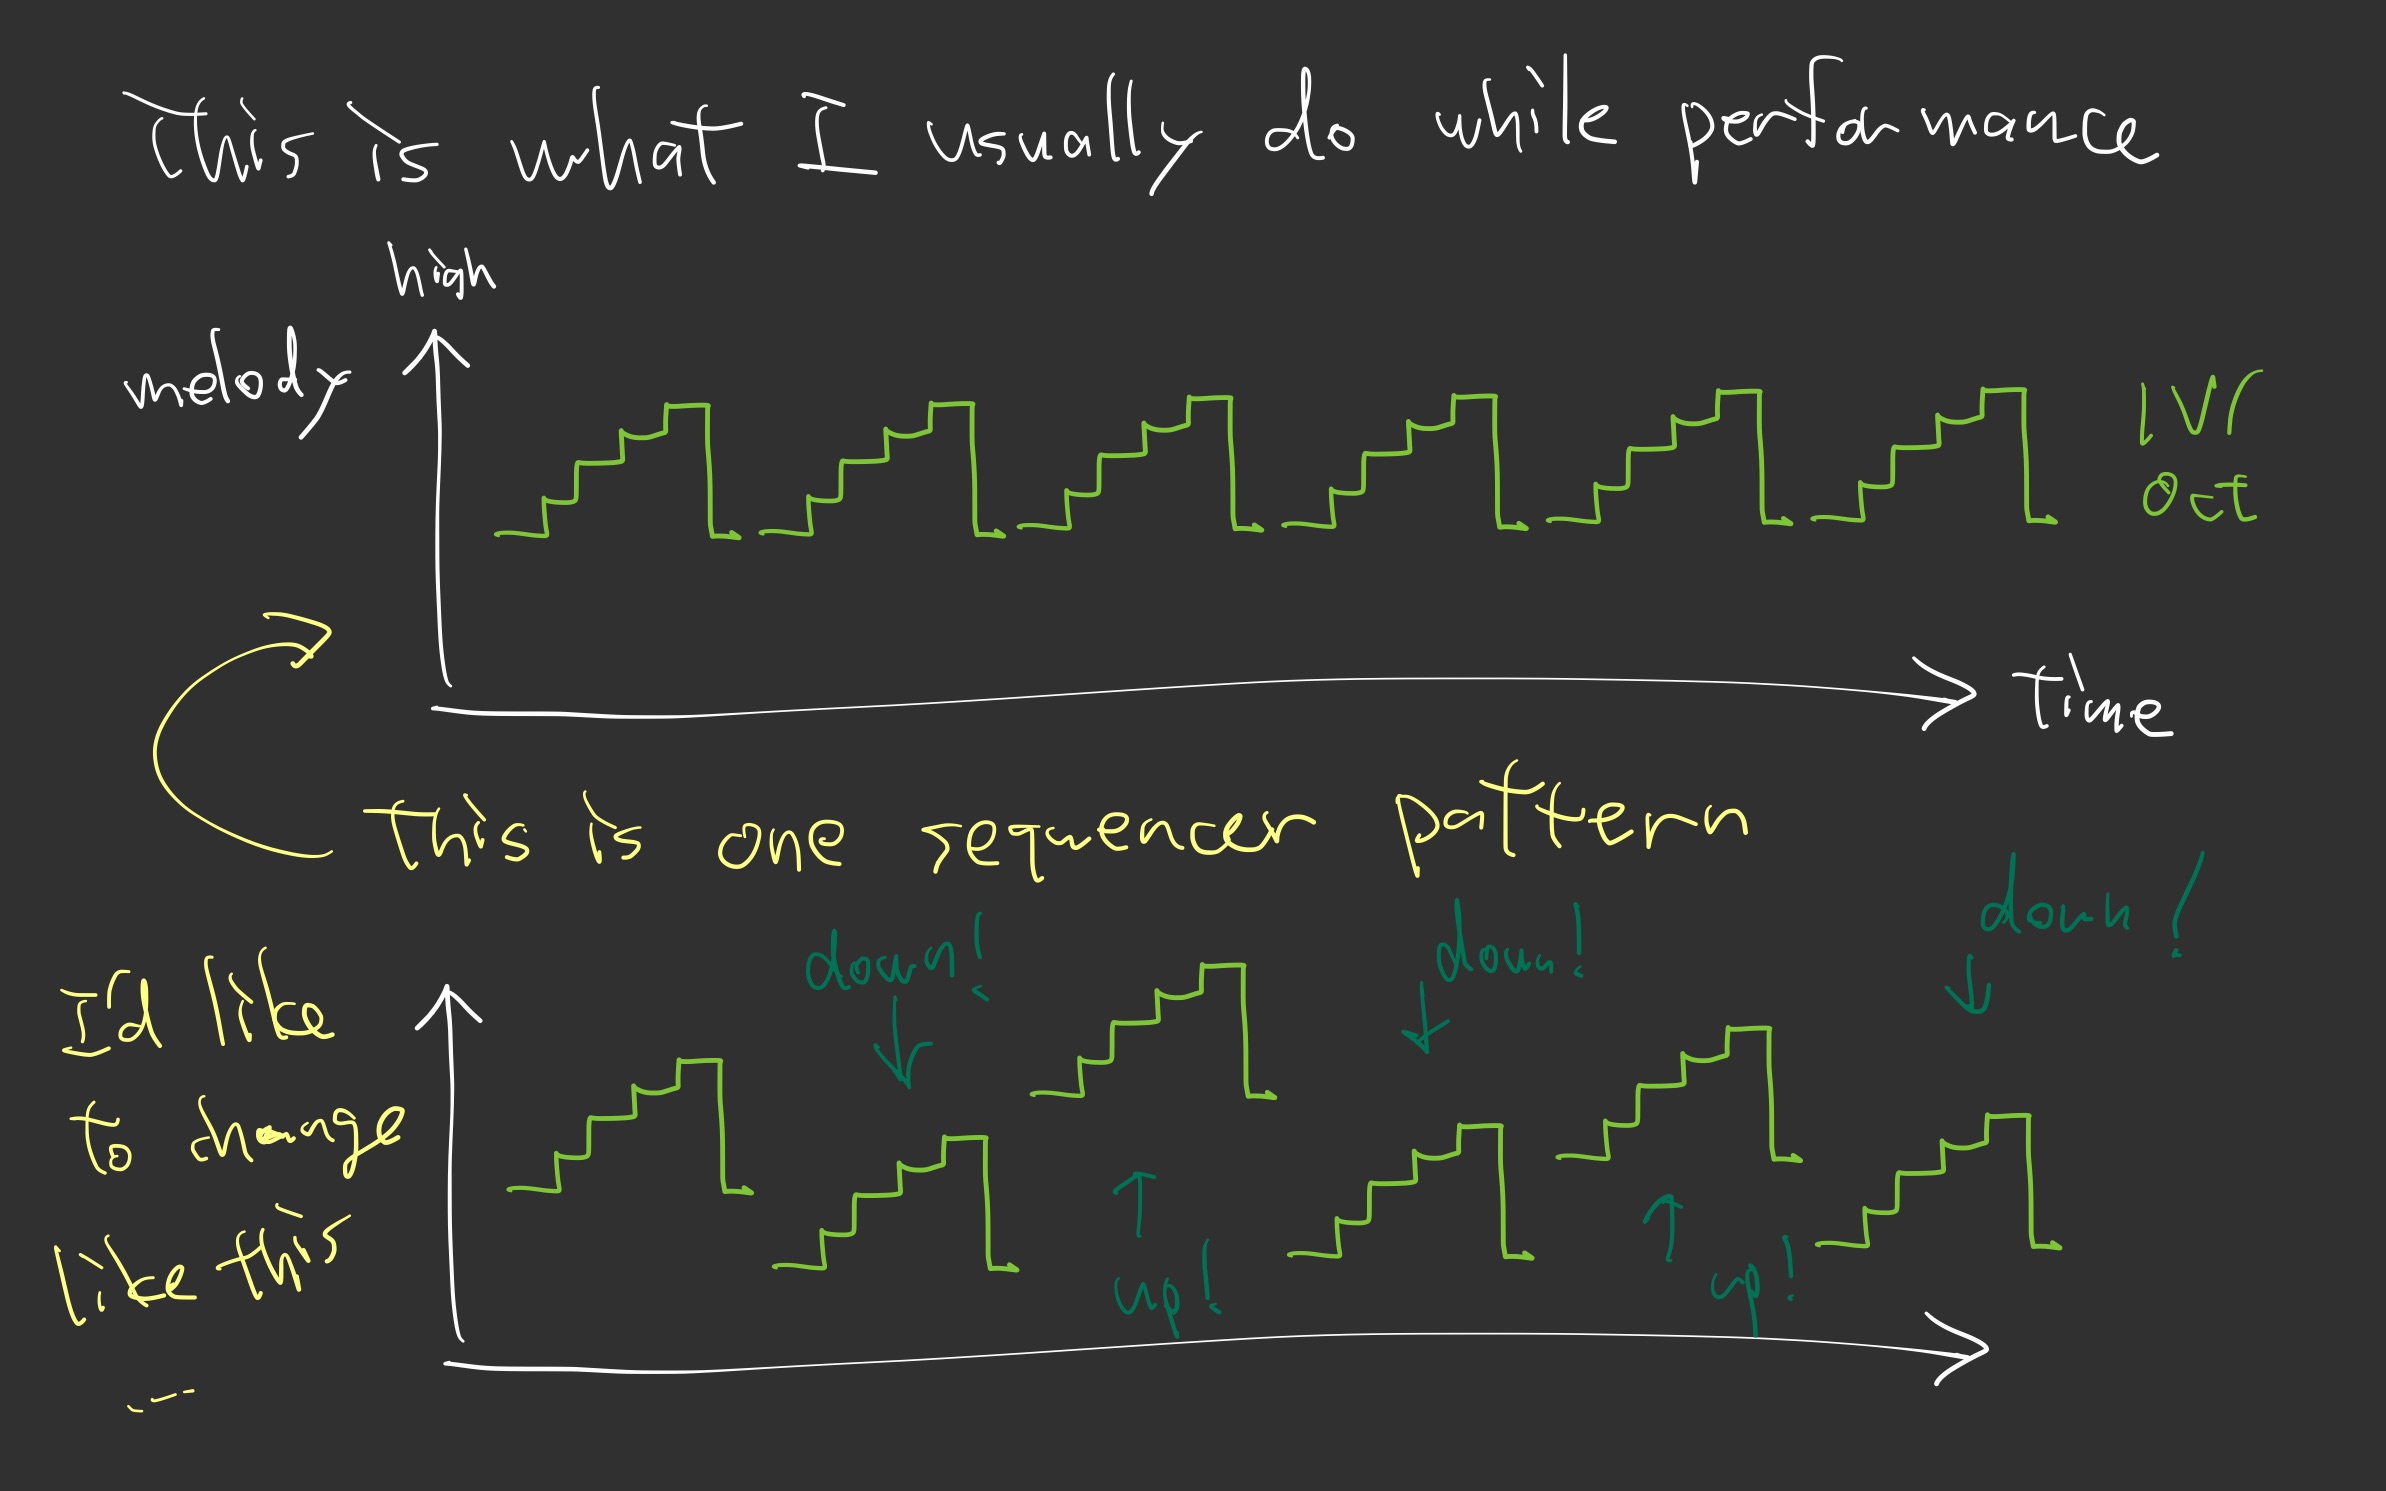 This is what I usually do while performance
high
melody
1V/
oct
Time
This is one sequencer pattern
down!
down!
down!
I'd like
to change
like this
...
up!
up!